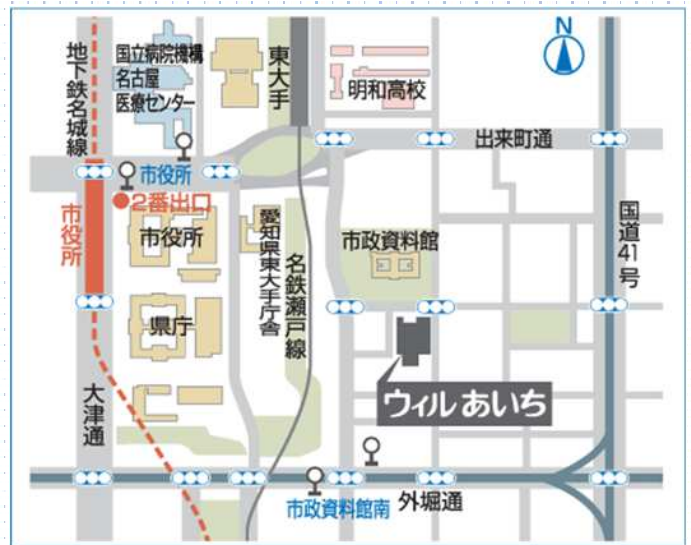 N
地下鉄名城線
国立病院機構
名古屋
医療センター
東大手
明和高校
出来町通
市役所
2番出口
市役所
市役所
愛知県東大手庁舎
名鉄瀬戸線
市政資料館
国道41号
県庁
大津通
ウィルあいち
市政資料館南
外堀通